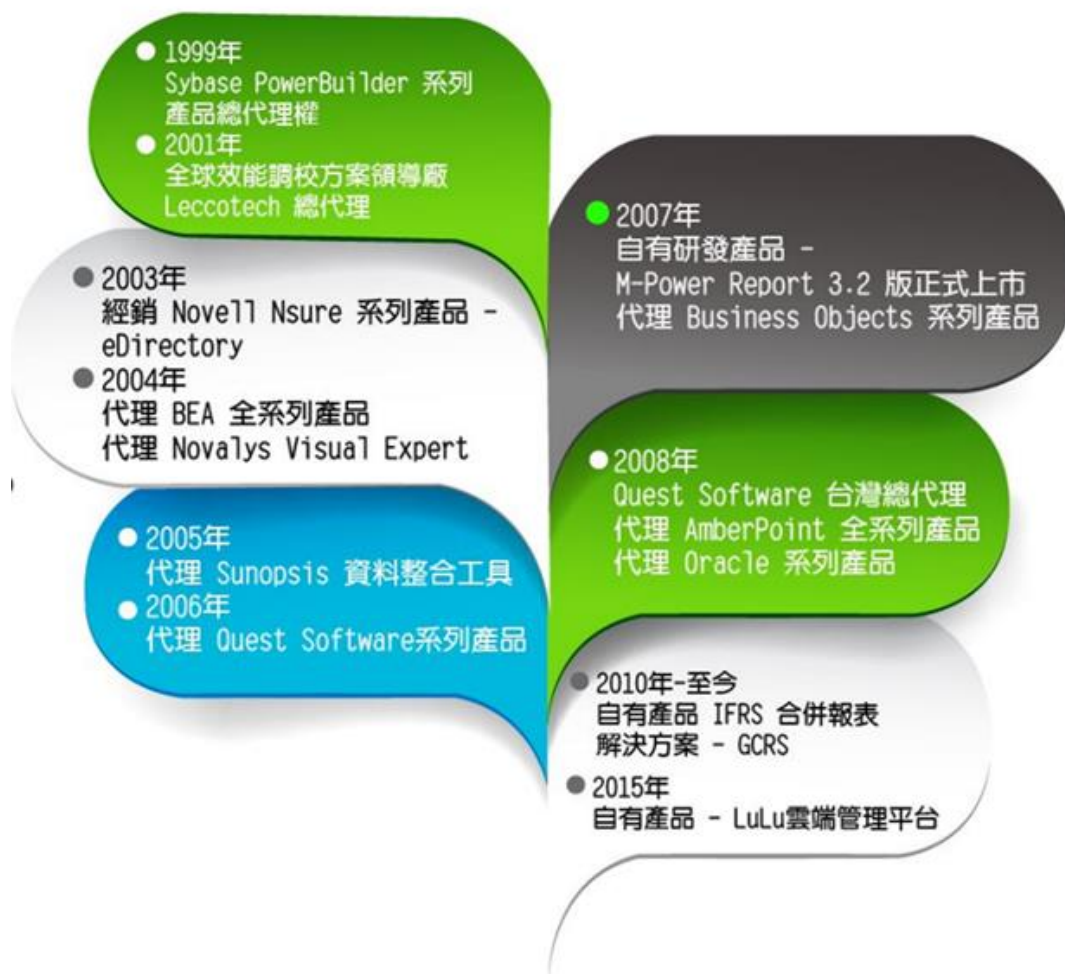 1999年
Sybase PowerBuilder 系列
產品總代理權
2001年
全球效能調校方案領導廠
Leccotech 總代理
2003年
經銷 Novell Nsure 系列產品 -
eDirectory
2004年
代理 BEA 全系列產品
代理 Novalys Visual Expert
2005年
代理 Sunopsis 資料整合工具
2006年
代理 Quest Software系列產品
2007年
自有研發產品 -
M-Power Report 3.2 版正式上市
代理 Business Objects 系列產品
2008年
Quest Software 台灣總代理
代理 AmberPoint 全系列產品
代理 Oracle 系列產品
2010年-至今
自有產品 IFRS 合併報表
解決方案 - GCRS
2015年
自有產品 - LuLu雲端管理平台